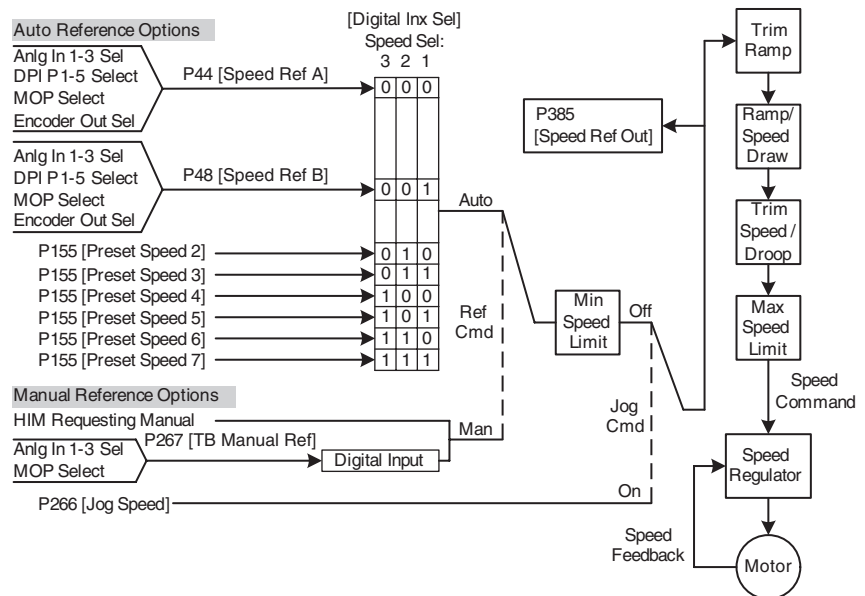 Auto Reference Options
Anlg In 1-3 Sel
DPI P1-5 Select
MOP Select
Encoder Out Sel
P44 [Speed Ref A]
[Digital Inx Sel]
Speed Sel:
3 2 1
0 0 0
Anlg In 1-3 Sel
DPI P1-5 Select
MOP Select
Encoder Out Sel
P48 [Speed Ref B]
0 0 1
P155 [Preset Speed 2]
0 1 0
P155 [Preset Speed 3]
0 1 1
P155 [Preset Speed 4]
1 0 0
P155 [Preset Speed 5]
1 0 1
P155 [Preset Speed 6]
1 1 0
P155 [Preset Speed 7]
1 1 1
Auto
Ref
Cmd
Man
Manual Reference Options
HIM Requesting Manual
Anlg In 1-3 Sel
MOP Select
P267 [TB Manual Ref]
Digital Input
P266 [Jog Speed]
Min
Speed
Limit
Off
Jog
Cmd
On
P385
[Speed Ref Out]
Trim
Ramp
Ramp/
Speed
Draw
Trim
Speed /
Droop
Max
Speed
Limit
Speed
Command
Speed
Regulator
Speed
Feedback
Motor